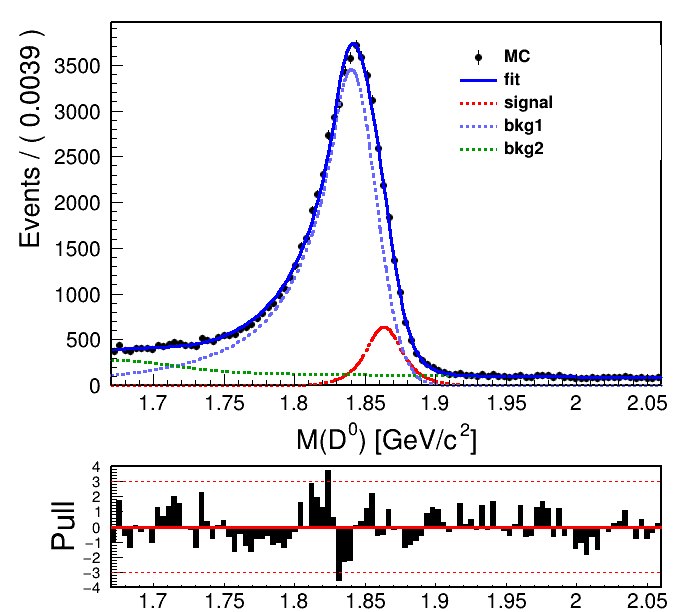 Events / ( 0.0039 )
3500
3000
2500
2000
1500
1000
500
0
MC
fit
signal
bkg1
bkg2
1.7 1.75 1.8 1.85 1.9 1.95 2 2.05
M(D⁰) [GeV/c²]
Pull
4
3
2
1
0
−1
−2
−3
−4
1.7 1.75 1.8 1.85 1.9 1.95 2 2.05